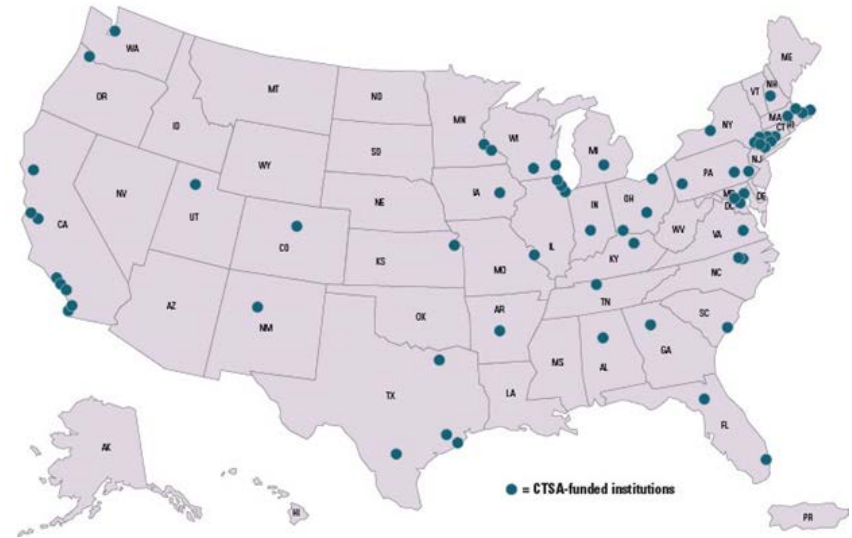 WA
OR
ID
MT
ND
MN
SD
WY
NE
IA
WI
MI
NV
UT
CA
CO
KS
MO
IL
IN
OH
KY
WV
VA
PA
NY
VT
NH
ME
MA
CT
NJ
DE
DC
NC
SC
TN
GA
AL
MS
AR
LA
OK
TX
NM
AZ
FL
AK
HI
PR
= CTSA-funded institutions